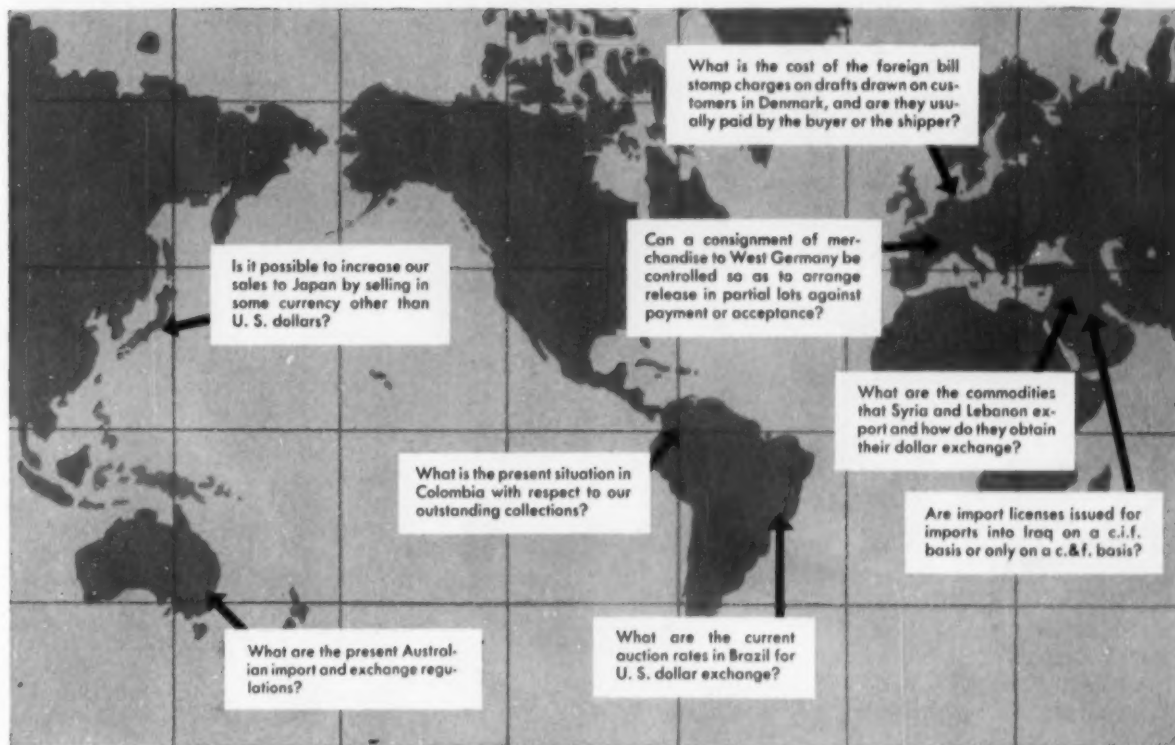 What is the cost of the foreign bill
stamp charges on drafts drawn on cus-
tomers in Denmark, and are they usu-
ally paid by the buyer or the shipper?
Can a consignment of mer-
chandise to West Germany be
controlled so as to arrange
release in partial lots against
payment or acceptance?
Is it possible to increase our
sales to Japan by selling in
some currency other than
U. S. dollars?
What are the commodities
that Syria and Lebanon ex-
port and how do they obtain
their dollar exchange?
What is the present situation in
Colombia with respect to our
outstanding collections?
Are import licenses issued for
imports into Iraq on a c.i.f.
basis or only on a c.&f. basis?
What are the present Austral-
ian import and exchange regu-
lations?
What are the current
auction rates in Brazil for
U. S. dollar exchange?